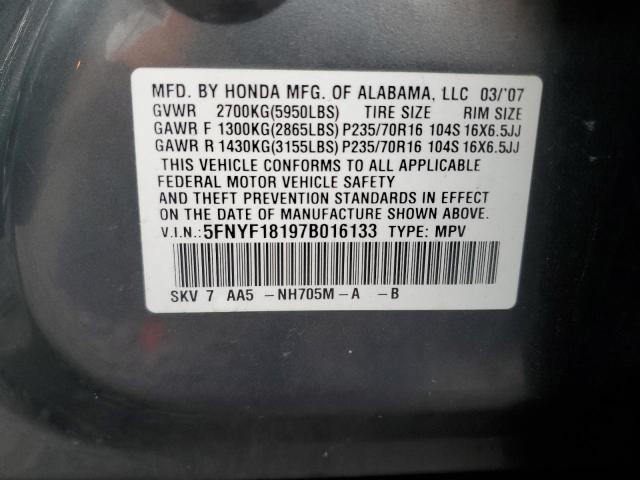 MFD. BY HONDA MFG. OF ALABAMA, LLC 03/'07
GVWR 2700KG(5950LBS) TIRE SIZE RIM SIZE
GAWR F 1300KG(2865LBS) P235/70R16 104S 16X6.5JJ
GAWR R 1430KG(3155LBS) P235/70R16 104S 16X6.5JJ
THIS VEHICLE CONFORMS TO ALL APPLICABLE
FEDERAL MOTOR VEHICLE SAFETY
AND THEFT PREVENTION STANDARDS IN EFFECT
ON THE DATE OF MANUFACTURE SHOWN ABOVE.
V.I.N.: 5FNYF18197B016133 TYPE: MPV
SKV 7 AA5 -NH705M-A -B